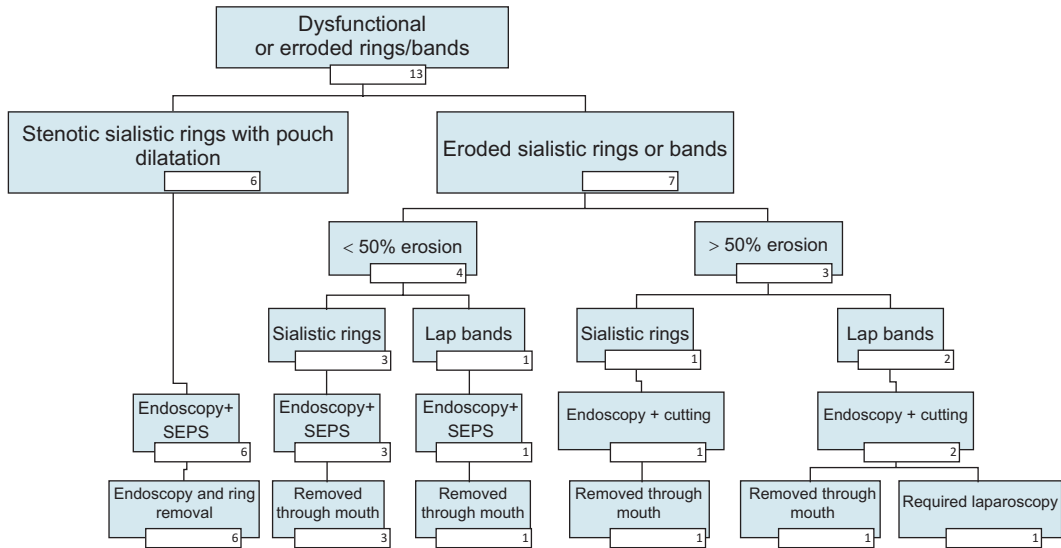 Dysfunctional
or erroded rings/bands
13
Stenotic sialistic rings with pouch
dilatation
6
Eroded sialistic rings or bands
7
< 50% erosion
4
> 50% erosion
3
Sialistic rings
3
Lap bands
1
Sialistic rings
1
Lap bands
2
Endoscopy+
SEPS
6
Endoscopy+
SEPS
3
Endoscopy+
SEPS
1
Endoscopy + cutting
1
Endoscopy + cutting
2
Endoscopy and ring
removal
6
Removed
through mouth
3
Removed
through mouth
1
Removed through
mouth
1
Removed through
mouth
1
Required laparoscopy
1